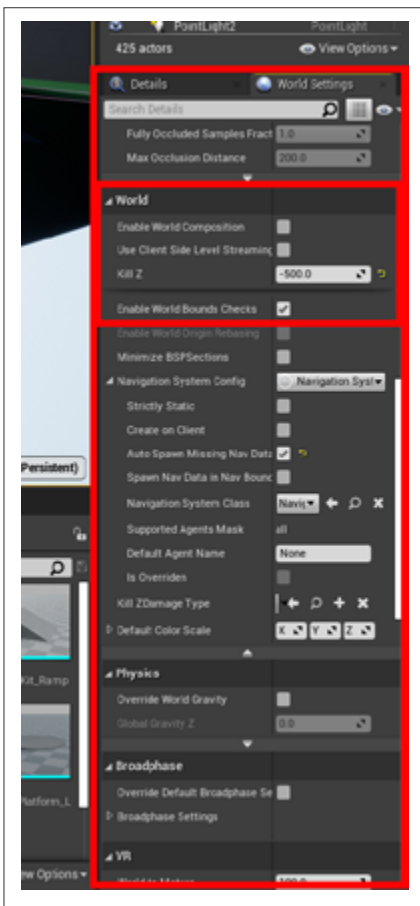 PointLight2 PointLight
425 actors View Options
Details World Settings
Search Details
Fully Occluded Samples Fract 1.0
Max Occlusion Distance 200.0
World
Enable World Composition
Use Client Side Level Streaming
Kill Z -500.0
Enable World Bounds Checks
Enable World Origin Rebasing
Minimize BSPSections
Navigation System Config Navigation Syst
Strictly Static
Create on Client
Auto Spawn Missing Nav Data
Persistent)
Spawn Nav Data in Nav Bound
Navigation System Class Navig
Supported Agents Mask all
Default Agent Name None
Is Overriden
Kill ZDamage Type
Default Color Scale X Y Z
Physics
Kit_Ramp
Override World Gravity
Global Gravity Z 0.0
Broadphase
Override Default Broadphase Se
Platform_L
Broadphase Settings
VR
ew Options
World to Meters 100.0